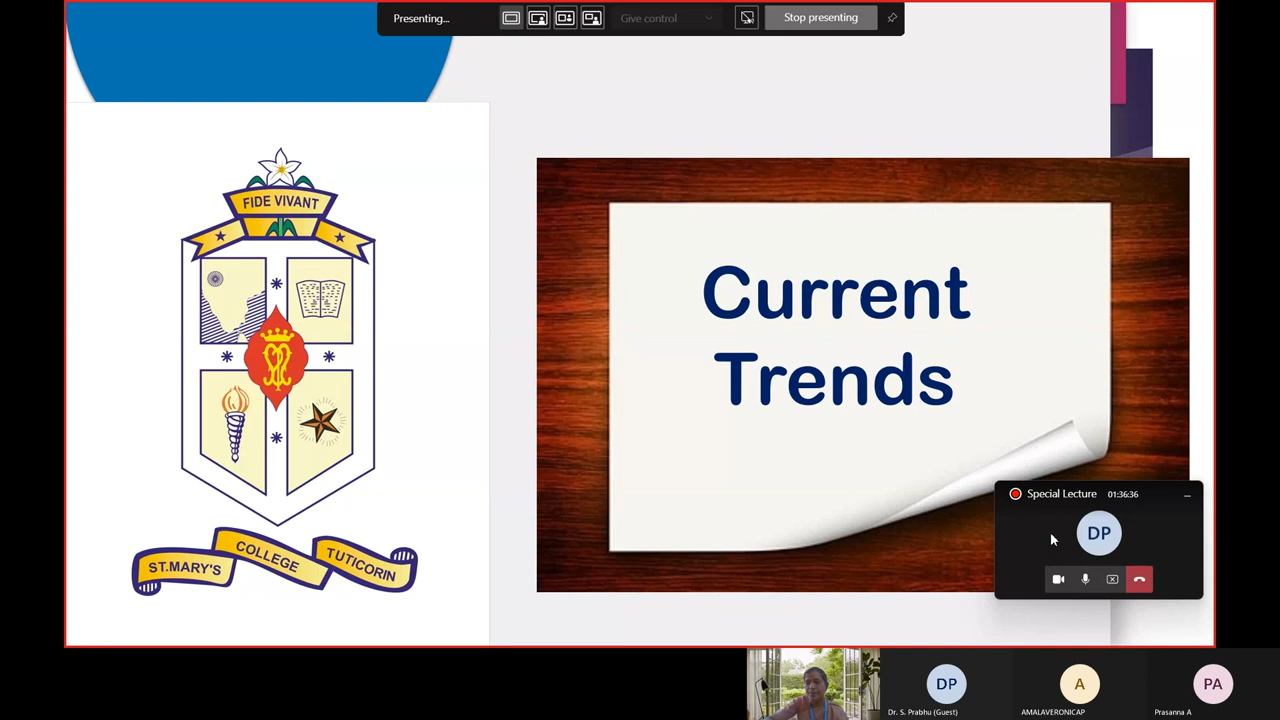 Presenting...
Give control
Stop presenting
FIDE VIVANT
ST.MARY'S
COLLEGE
TUTICORIN
Current
Trends
Special Lecture 01:36:36
DP
DP
A
PA
Dr. S. Prabhu (Guest)
AMALAVERONICAP
Prasanna A